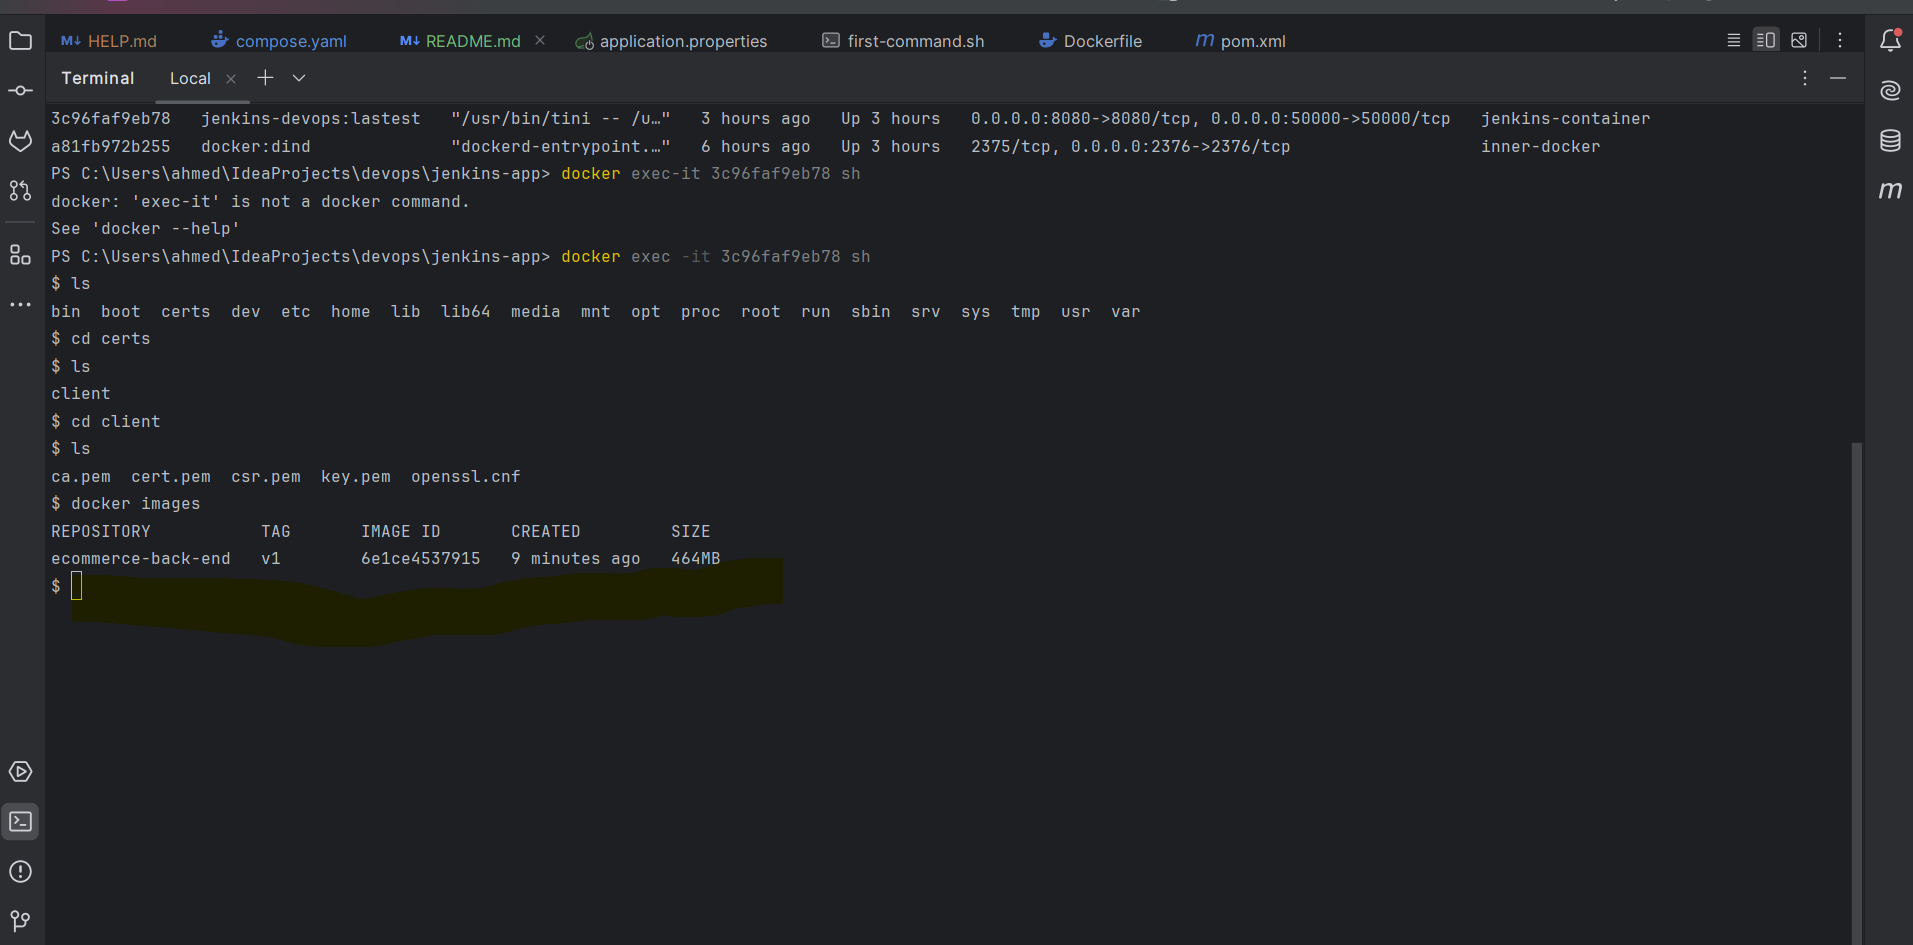 M↓ HELP.md compose.yaml M↓ README.md application.properties first-command.sh Dockerfile m pom.xml
Terminal Local
3c96faf9eb78 jenkins-devops:lastest "/usr/bin/tini -- /u…" 3 hours ago Up 3 hours 0.0.0.0:8080->8080/tcp, 0.0.0.0:50000->50000/tcp jenkins-container
a81fb972b255 docker:dind "dockerd-entrypoint.…" 6 hours ago Up 3 hours 2375/tcp, 0.0.0.0:2376->2376/tcp inner-docker
PS C:\Users\ahmed\IdeaProjects\devops\jenkins-app> docker exec-it 3c96faf9eb78 sh
docker: 'exec-it' is not a docker command.
See 'docker --help'
PS C:\Users\ahmed\IdeaProjects\devops\jenkins-app> docker exec -it 3c96faf9eb78 sh
$ ls
bin boot certs dev etc home lib lib64 media mnt opt proc root run sbin srv sys tmp usr var
$ cd certs
$ ls
client
$ cd client
$ ls
ca.pem cert.pem csr.pem key.pem openssl.cnf
$ docker images
REPOSITORY TAG IMAGE ID CREATED SIZE
ecommerce-back-end v1 6e1ce4537915 9 minutes ago 464MB
$
m